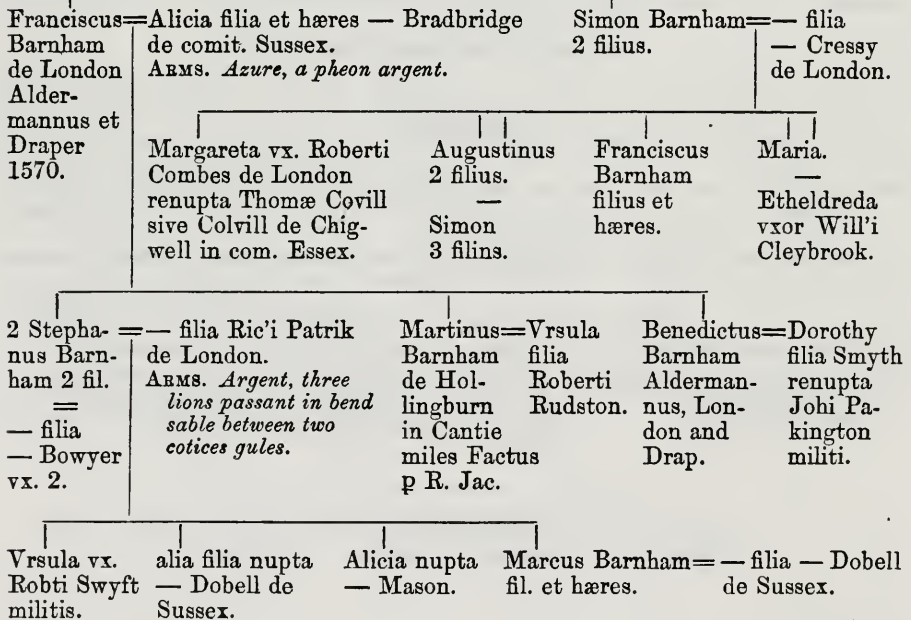 Franciscus=
Barnham
de London
Alder-
mannus et
Draper
1570.
Alicia filia et hæres — Bradbridge
de comit. Sussex.
ARMS. Azure, a pheon argent.
Simon Barnham=
2 filius.
— filia
— Cressy
de London.
Margareta vx. Roberti
Combes de London
renupta Thomæ Covill
sive Colvill de Chig-
well in com. Essex.
Augustinus
2 filius.
—
Simon
3 filius.
Franciscus
Barnham
filius et
hæres.
Maria.
—
Etheldreda
vxor Will'i
Cleybrook.
2 Stepha-
nus Barn-
ham 2 fil.
=
— filia
— Bowyer
vx. 2.
= — filia Ric'i Patrik
de London.
ARMS. Argent, three
lions passant in bend
sable between two
cotices gules.
Martinus=
Barnham
de Hol-
lingburn
in Cantie
miles Factus
p R. Jac.
Vrsula
filia
Roberti
Rudston.
Benedictus=
Barnham
Alderman-
nus, Lon-
don and
Drap.
Dorothy
filia Smyth
renupta
Johi Pa-
kington
militi.
Vrsula vx.
Robti Swyft
militis.
alia filia nupta
— Dobell de
Sussex.
Alicia nupta
— Mason.
Marcus Barnham=
fil. et hæres.
— filia — Dobell
de Sussex.